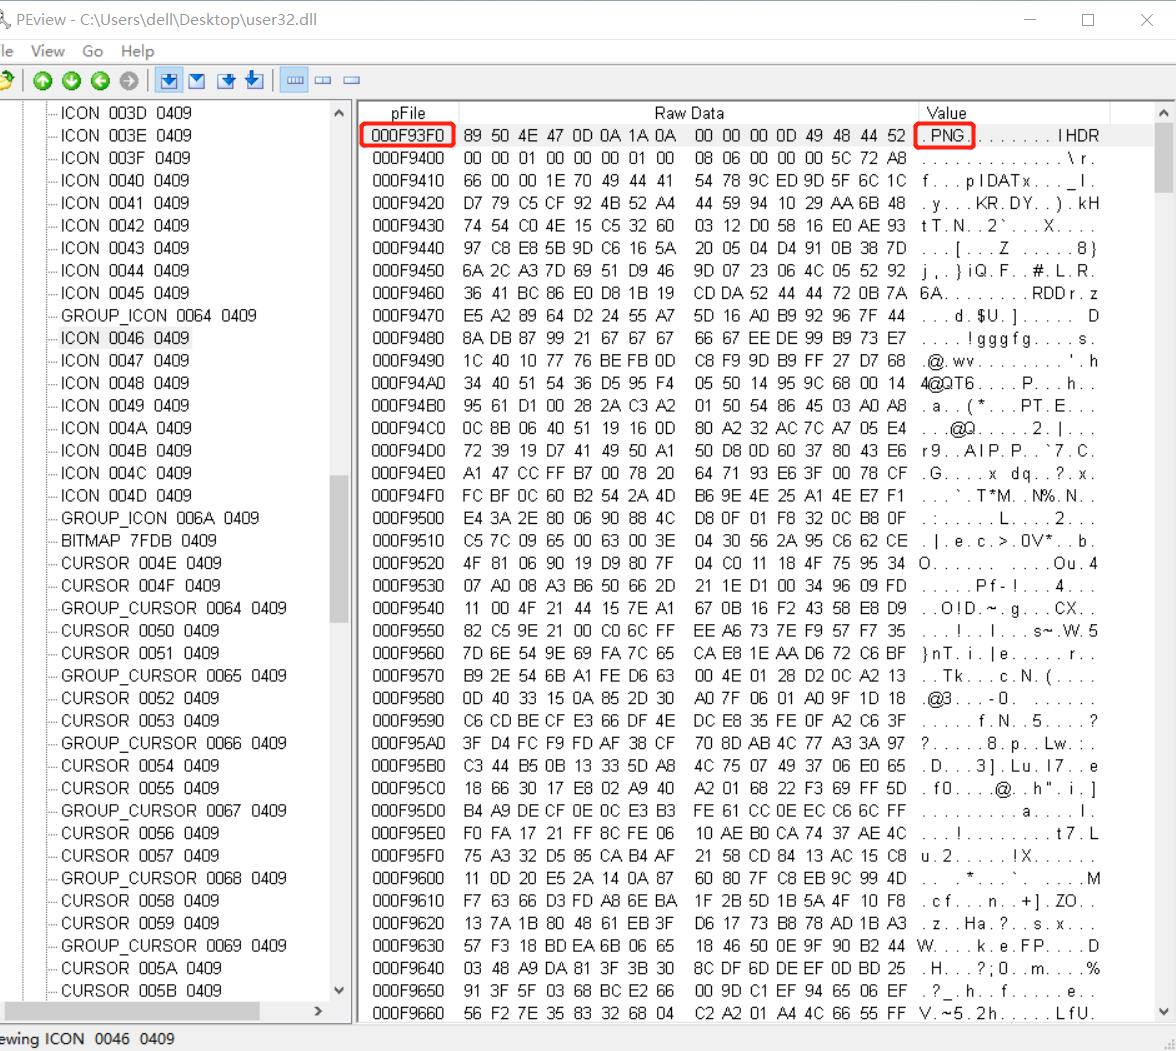 PEview - C:\Users\dell\Desktop\user32.dll
le View Go Help
ICON 003D 0409
ICON 003E 0409
ICON 003F 0409
ICON 0040 0409
ICON 0041 0409
ICON 0042 0409
ICON 0043 0409
ICON 0044 0409
ICON 0045 0409
GROUP_ICON 0064 0409
ICON 0046 0409
ICON 0047 0409
ICON 0048 0409
ICON 0049 0409
ICON 004A 0409
ICON 004B 0409
ICON 004C 0409
ICON 004D 0409
GROUP_ICON 006A 0409
BITMAP 7FDB 0409
CURSOR 004E 0409
CURSOR 004F 0409
GROUP_CURSOR 0064 0409
CURSOR 0050 0409
CURSOR 0051 0409
GROUP_CURSOR 0065 0409
CURSOR 0052 0409
CURSOR 0053 0409
GROUP_CURSOR 0066 0409
CURSOR 0054 0409
CURSOR 0055 0409
GROUP_CURSOR 0067 0409
CURSOR 0056 0409
CURSOR 0057 0409
GROUP_CURSOR 0068 0409
CURSOR 0058 0409
CURSOR 0059 0409
GROUP_CURSOR 0069 0409
CURSOR 005A 0409
CURSOR 005B 0409
pFile Raw Data Value
000F93F0 89 50 4E 47 0D 0A 1A 0A 00 00 00 0D 49 48 44 52 .PNG........IHDR
000F9400 00 00 01 00 00 00 01 00 08 06 00 00 00 5C 72 A8 .............\r.
000F9410 66 00 00 1E 70 49 44 41 54 78 9C ED 9D 5F 6C 1C f...pIDATx..._l.
000F9420 D7 79 C5 CF 92 4B 52 A4 44 59 94 10 29 AA 6B 48 .y...KR.DY..).kH
000F9430 74 54 C0 4E 15 C5 32 60 03 12 D0 58 16 E0 AE 93 tT.N..2`...X....
000F9440 97 C8 E8 5B 9D C6 16 5A 20 05 04 D4 91 0B 38 7D ...[...Z .....8}
000F9450 6A 2C A3 7D 69 51 D9 46 9D 07 23 06 4C 05 52 92 j,.}iQ.F..#.L.R.
000F9460 36 41 BC 86 E0 D8 1B 19 CD DA 52 44 44 72 0B 7A 6A........RDDr.z
000F9470 E5 A2 89 64 D2 24 55 A7 5D 16 A0 B9 92 96 7F 44 ...d.$U.]......D
000F9480 8A DB 87 99 21 67 67 67 66 67 EE DE 99 B9 73 E7 ....!gggfg....s.
000F9490 1C 40 10 77 76 BE FB 0D C8 F9 9D B9 FF 27 D7 68 .@.wv........'.h
000F94A0 34 40 51 54 36 D5 95 F4 05 50 14 95 9C 68 00 14 4@QT6....P...h..
000F94B0 95 61 D1 00 28 2A C3 A2 01 50 54 86 45 03 A0 A8 .a..(*...PT.E...
000F94C0 0C 8B 06 40 51 19 16 0D 80 A2 32 AC 7C A7 05 E4 ...@Q.....2.|...
000F94D0 72 39 19 D7 41 49 50 A1 50 D8 0D 60 37 80 43 E6 r9..AIP.P..`7.C.
000F94E0 A1 47 CC FF B7 00 78 20 64 71 93 E6 3F 00 78 CF .G....x dq..?.x.
000F94F0 FC BF 0C 60 B2 54 2A 4D B6 9E 4E 25 A1 4E E7 F1 ...`.T*M..N%.N..
000F9500 E4 3A 2E 80 06 90 88 4C D8 0F 01 F8 32 0C B8 0F .:.....L....2...
000F9510 C5 7C 09 65 00 63 00 3E 04 30 56 2A 95 C6 62 CE .|.e.c.>.0V*..b.
000F9520 4F 81 06 90 19 D9 80 7F 04 C0 11 18 4F 75 95 34 O...........Ou.4
000F9530 07 A0 08 A3 B6 50 66 2D 21 1E D1 00 34 96 09 FD .....Pf-!...4...
000F9540 11 00 4F 21 44 15 7E A1 67 0B 16 F2 43 58 E8 D9 ..O!D.~.g...CX..
000F9550 82 C5 9E 21 00 C0 6C FF EE A6 73 7E F9 57 F7 35 ...!..l...s~.W.5
000F9560 7D 6E 54 9E 69 FA 7C 65 CA E8 1E AA D6 72 C6 BF }nT.i.|e.....r..
000F9570 B9 2E 54 6B A1 FE D6 63 00 4E 01 28 D2 0C A2 13 ..Tk...c.N.(....
000F9580 0D 40 33 15 0A 85 2D 30 A0 7F 06 01 A0 9F 1D 18 .@3...-0........
000F9590 C6 CD BE CF E3 66 DF 4E DC E8 35 FE 0F A2 C6 3F .....f.N..5....?
000F95A0 3F D4 FC F9 FD AF 38 CF 70 8D AB 4C 77 A3 3A 97 ?.....8.p..Lw.:.
000F95B0 C3 44 B5 0B 13 33 5D A8 4C 75 07 49 37 06 E0 65 .D...3].Lu.I7..e
000F95C0 18 66 30 17 E8 02 A9 40 A2 01 68 22 F3 69 FF 5D .f0....@..h".i.]
000F95D0 B4 A9 DE CF 0E 0C E3 B3 FE 61 CC 0E EC C6 6C FF .........a....l.
000F95E0 F0 FA 17 21 FF 8C FE 06 10 AE B0 CA 74 37 AE 4C ...!........t7.L
000F95F0 75 A3 32 D5 85 CA B4 AF 21 58 CD 84 13 AC 15 C8 u.2.....!X......
000F9600 11 0D 20 E5 2A 14 0A 87 60 80 7F C8 EB 9C 99 4D .. .*...`......M
000F9610 F7 63 66 D3 FD A8 6E BA 1F 2B 5D 1B 5A 4F 10 F8 .cf...n..+].ZO..
000F9620 13 7A 1B 80 48 61 EB 3F D6 17 73 B8 78 AD 1B A3 .z..Ha.?..s.x...
000F9630 57 F3 18 BD EA 6B 06 65 18 46 50 0E 9F 90 B2 44 W....k.e.FP....D
000F9640 03 48 A9 DA 81 3F 3B 30 8C DF 6D DE EF 0D BD 25 .H...?;0..m....%
000F9650 91 3F 5F 03 68 BC E2 66 00 9D C1 EF 94 65 06 EF .?_.h..f.....e..
000F9660 56 F2 7E 35 83 32 68 04 C2 A2 01 A4 4C 66 55 FF V.~5.2h.....LfU.
ewing ICON 0046 0409